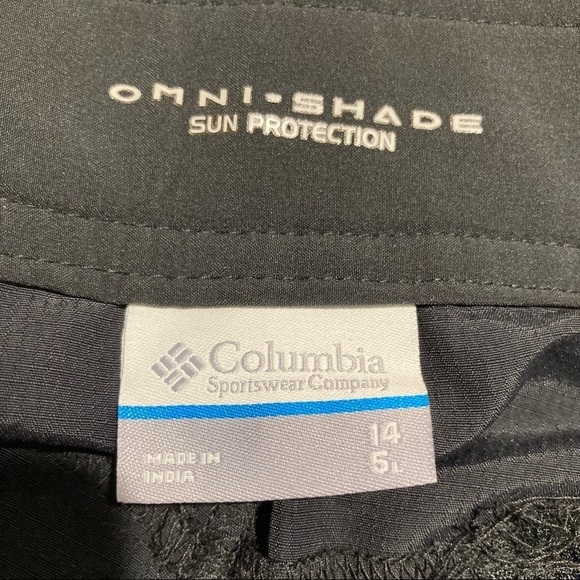 OMNI-SHADE
SUN PROTECTION
Columbia
Sportswear Company
MADE IN
INDIA
14
5L